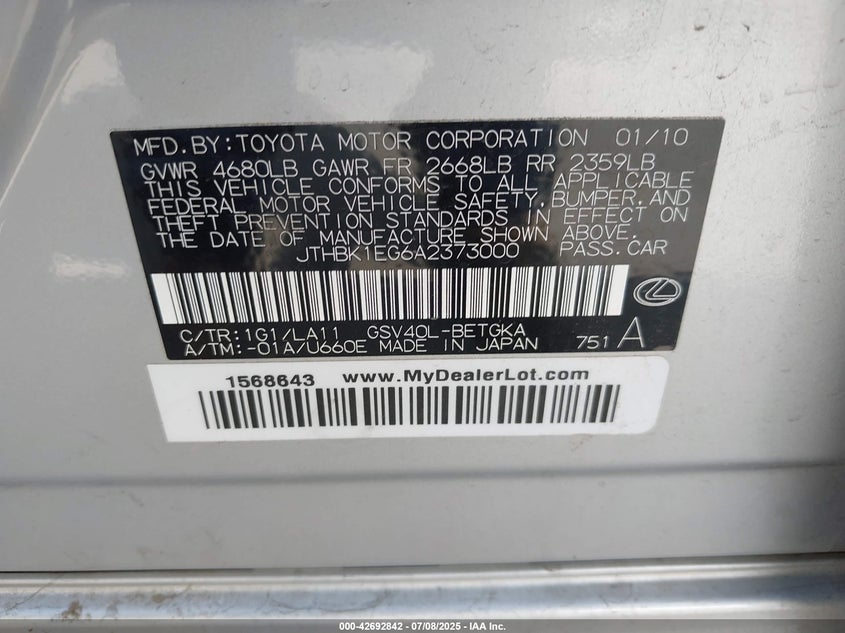 MFD.BY:TOYOTA MOTOR CORPORATION 01/10
GVWR 4680LB GAWR FR 2668LB RR 2359LB
THIS VEHICLE CONFORMS TO ALL APPLICABLE
FEDERAL MOTOR VEHICLE SAFETY, BUMPER, AND
THEFT PREVENTION STANDARDS IN EFFECT ON
THE DATE OF MANUFACTURE SHOWN ABOVE.
JTHBK1EG6A2373000 PASS.CAR
C/TR:1G1/LA11 GSV40L-BETGKA
A/TM:-01A/U660E MADE IN JAPAN 751 A
1568643 www.MyDealerLot.com
000-42692842 / 07/08/2025 - IAA Inc.